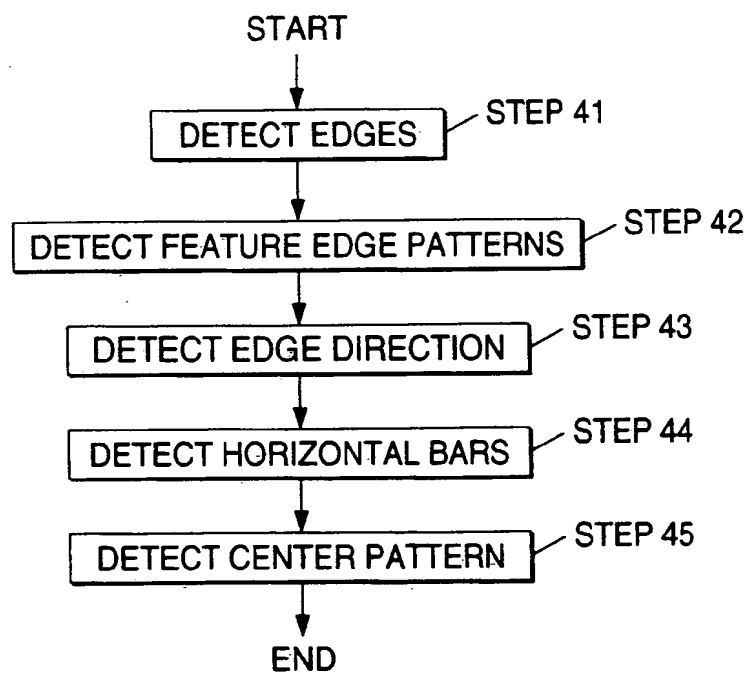 START
DETECT EDGES
STEP 41
DETECT FEATURE EDGE PATTERNS
STEP 42
DETECT EDGE DIRECTION
STEP 43
DETECT HORIZONTAL BARS
STEP 44
DETECT CENTER PATTERN
STEP 45
END